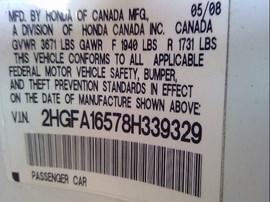 MFD. BY HONDA OF CANADA MFG., 05/08
A DIVISION OF HONDA CANADA INC. CANADA
GVWR 3671 LBS GAWR F 1940 LBS R 1731 LBS
THIS VEHICLE CONFORMS TO ALL APPLICABLE
FEDERAL MOTOR VEHICLE SAFETY, BUMPER,
AND THEFT PREVENTION STANDARDS IN EFFECT
ON THE DATE OF MANUFACTURE SHOWN ABOVE.
V.I.N. 2HGFA16578H339329
PASSENGER CAR